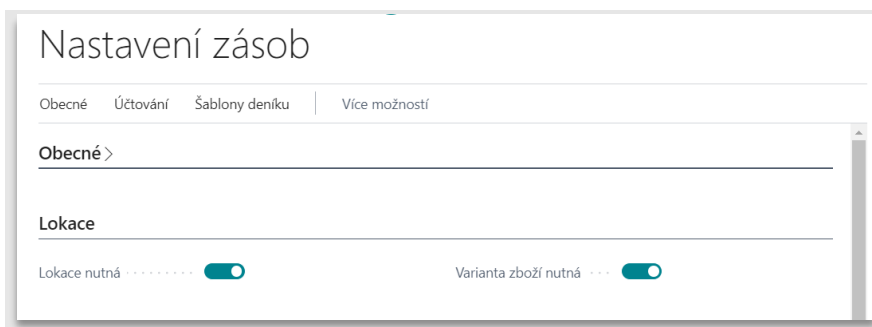 Nastavení zásob
Obecné Účtování Šablony deníku Více možností
Obecné
Lokace
Lokace nutná Varianta zboží nutná